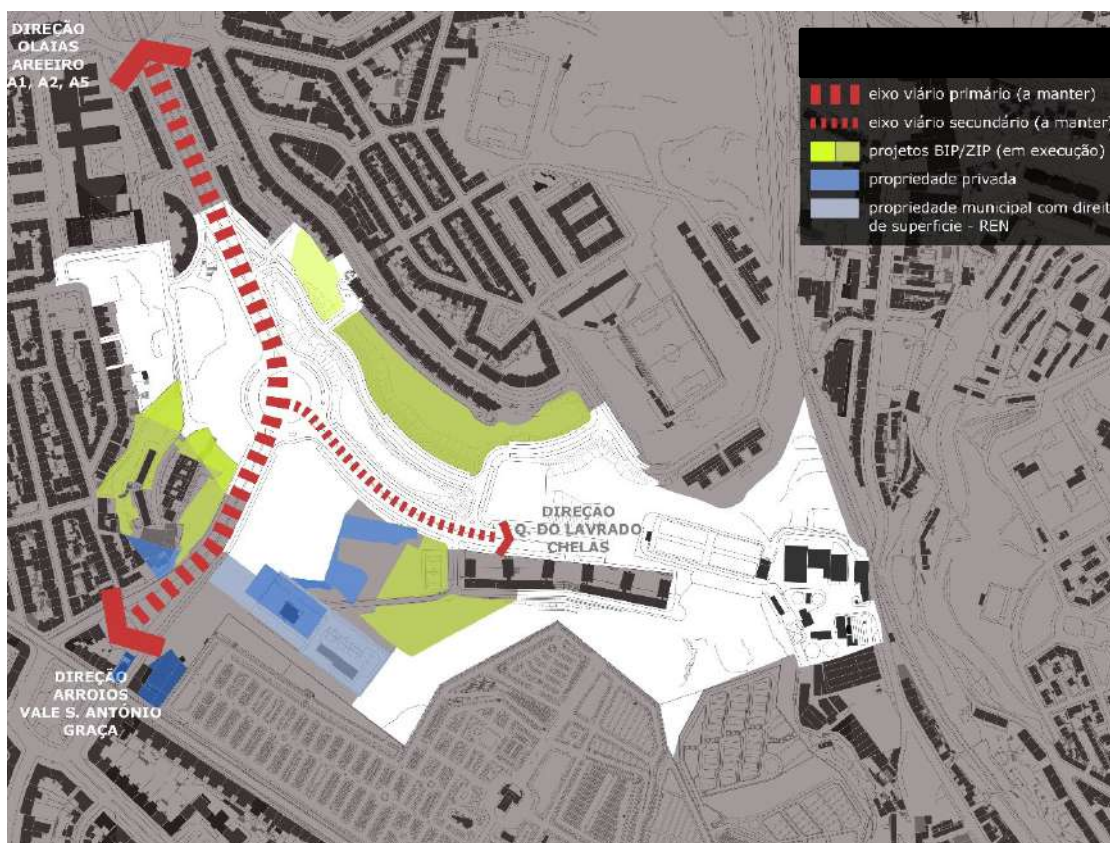 DIREÇÃO
OLAIAS
AREEIRO
A1, A2, A5
eixo viário primário (a manter)
eixo viário secundário (a manter)
projetos BIP/ZIP (em execução)
propriedade privada
propriedade municipal com direit
de superfície - REN
DIREÇÃO
Q. DO LAVRADO
CHELAS
DIREÇÃO
ARROIOS
VALE S. ANTÓNIO
GRAÇA